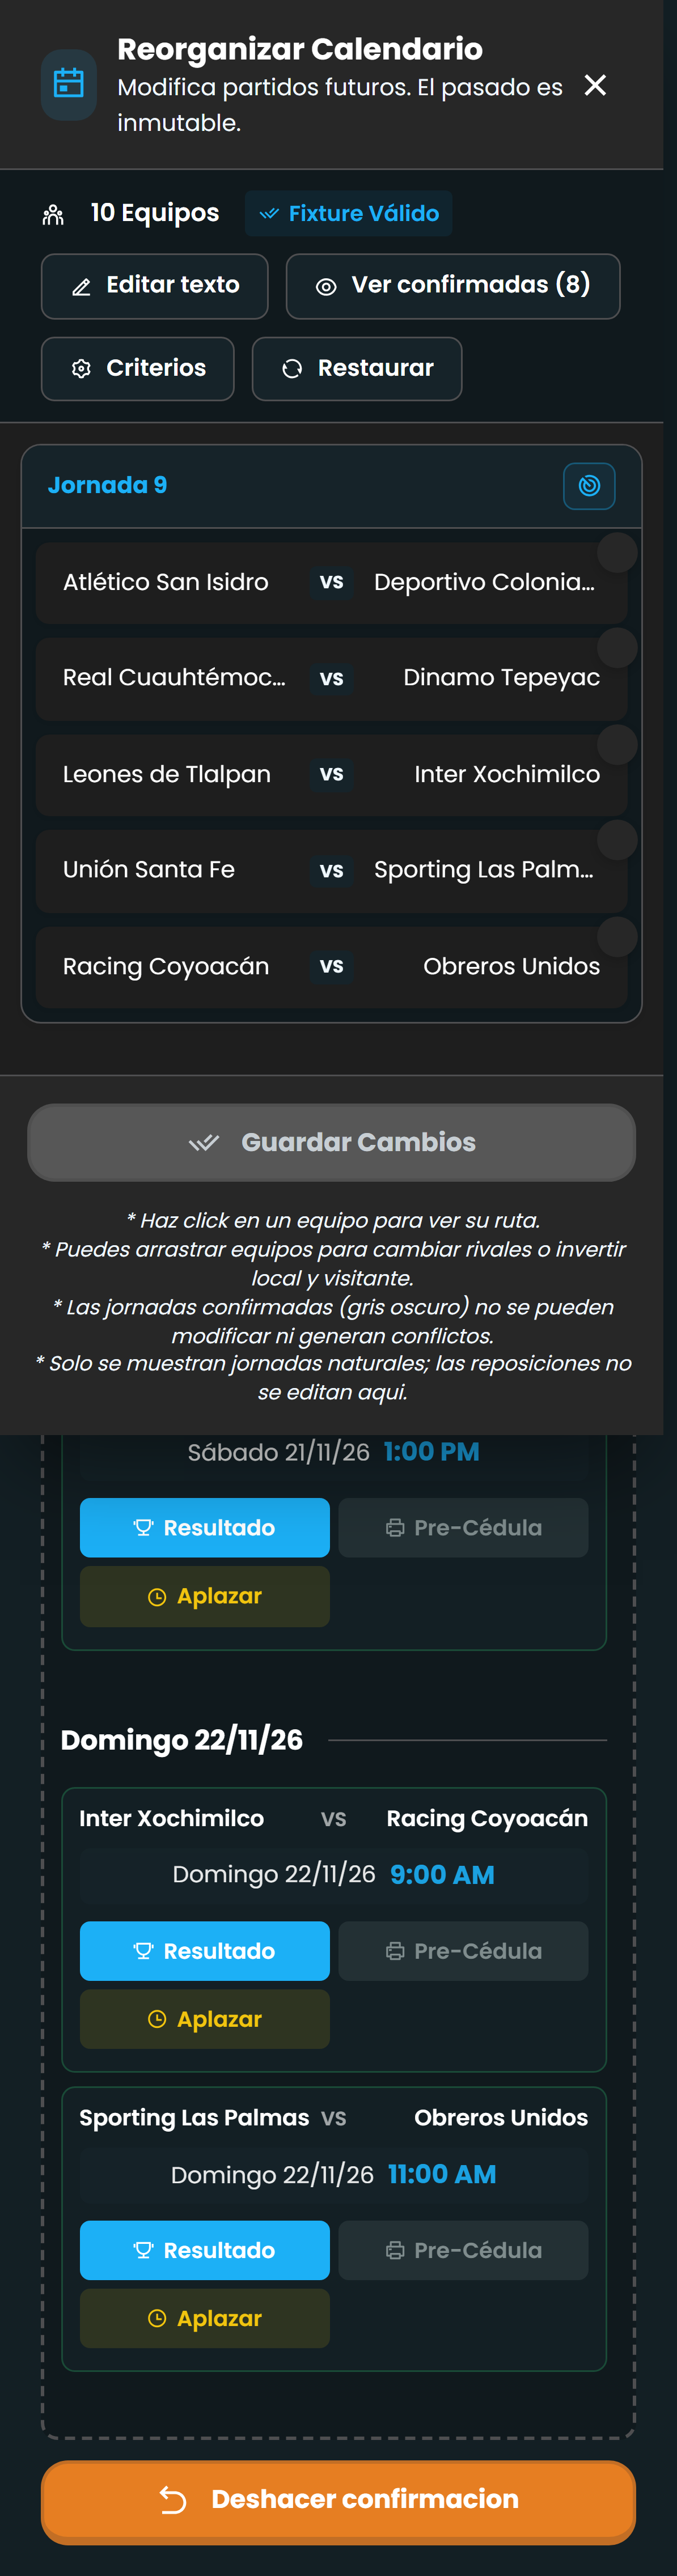 Reorganizar Calendario
Modifica partidos futuros. El pasado es
inmutable.
10 Equipos
Fixture Válido
Editar texto
Ver confirmadas (8)
Criterios
Restaurar
Jornada 9
Atlético San Isidro VS Deportivo Colonia...
Real Cuauhtémoc... VS Dinamo Tepeyac
Leones de Tlalpan VS Inter Xochimilco
Unión Santa Fe VS Sporting Las Palm...
Racing Coyoacán VS Obreros Unidos
Guardar Cambios
* Haz click en un equipo para ver su ruta.
* Puedes arrastrar equipos para cambiar rivales o invertir
local y visitante.
* Las jornadas confirmadas (gris oscuro) no se pueden
modificar ni generan conflictos.
* Solo se muestran jornadas naturales; las reposiciones no
se editan aqui.
Sábado 21/11/26 1:00 PM
Resultado
Pre-Cédula
Aplazar
Domingo 22/11/26
Inter Xochimilco VS Racing Coyoacán
Domingo 22/11/26 9:00 AM
Resultado
Pre-Cédula
Aplazar
Sporting Las Palmas VS Obreros Unidos
Domingo 22/11/26 11:00 AM
Resultado
Pre-Cédula
Aplazar
Deshacer confirmacion